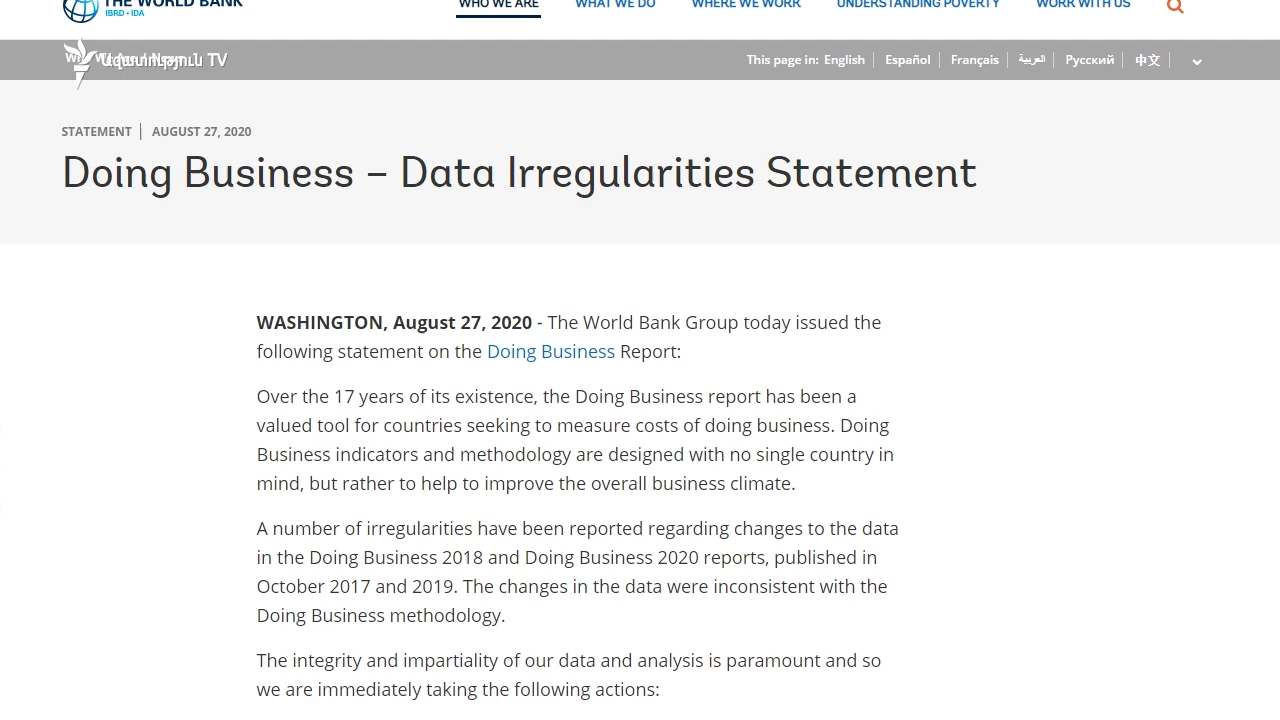 THE WORLD BANK
IBRD • IDA
WHO WE ARE
WHAT WE DO
WHERE WE WORK
UNDERSTANDING POVERTY
WORK WITH US
Ազատություն TV
This page in: English
Español
Français
العربية
Русский
中文
STATEMENT
AUGUST 27, 2020
Doing Business – Data Irregularities Statement
WASHINGTON, August 27, 2020 - The World Bank Group today issued the
following statement on the Doing Business Report:
Over the 17 years of its existence, the Doing Business report has been a
valued tool for countries seeking to measure costs of doing business. Doing
Business indicators and methodology are designed with no single country in
mind, but rather to help to improve the overall business climate.
A number of irregularities have been reported regarding changes to the data
in the Doing Business 2018 and Doing Business 2020 reports, published in
October 2017 and 2019. The changes in the data were inconsistent with the
Doing Business methodology.
The integrity and impartiality of our data and analysis is paramount and so
we are immediately taking the following actions: